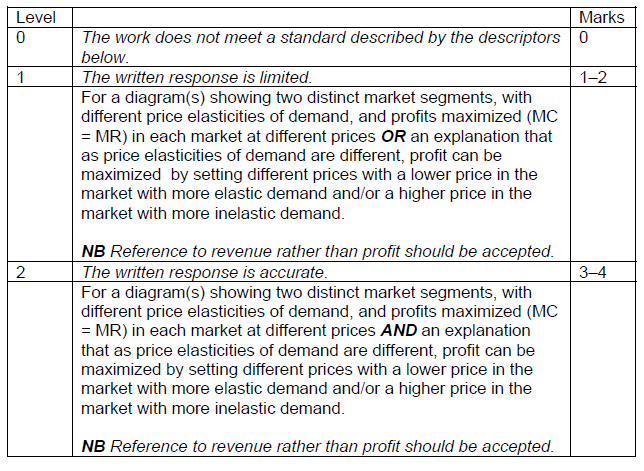 Level Marks
0 The work does not meet a standard described by the descriptors 0
below.
1 The written response is limited. 1–2
For a diagram(s) showing two distinct market segments, with
different price elasticities of demand, and profits maximized (MC
= MR) in each market at different prices OR an explanation that
as price elasticities of demand are different, profit can be
maximized by setting different prices with a lower price in the
market with more elastic demand and/or a higher price in the
market with more inelastic demand.
NB Reference to revenue rather than profit should be accepted.
2 The written response is accurate. 3–4
For a diagram(s) showing two distinct market segments, with
different price elasticities of demand, and profits maximized (MC
= MR) in each market at different prices AND an explanation
that as price elasticities of demand are different, profit can be
maximized by setting different prices with a lower price in the
market with more elastic demand and/or a higher price in the
market with more inelastic demand.
NB Reference to revenue rather than profit should be accepted.